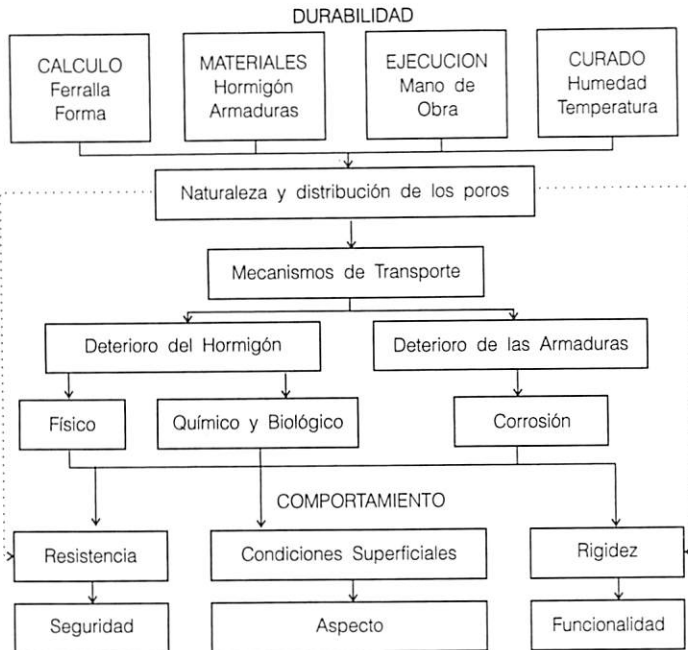 DURABILIDAD
CALCULO
Ferralla
Forma
MATERIALES
Hormigón
Armaduras
EJECUCION
Mano de
Obra
CURADO
Humedad
Temperatura
Naturaleza y distribución de los poros
Mecanismos de Transporte
Deterioro del Hormigón
Deterioro de las Armaduras
Físico
Químico y Biológico
Corrosión
COMPORTAMIENTO
Resistencia
Condiciones Superficiales
Rigidez
Seguridad
Aspecto
Funcionalidad